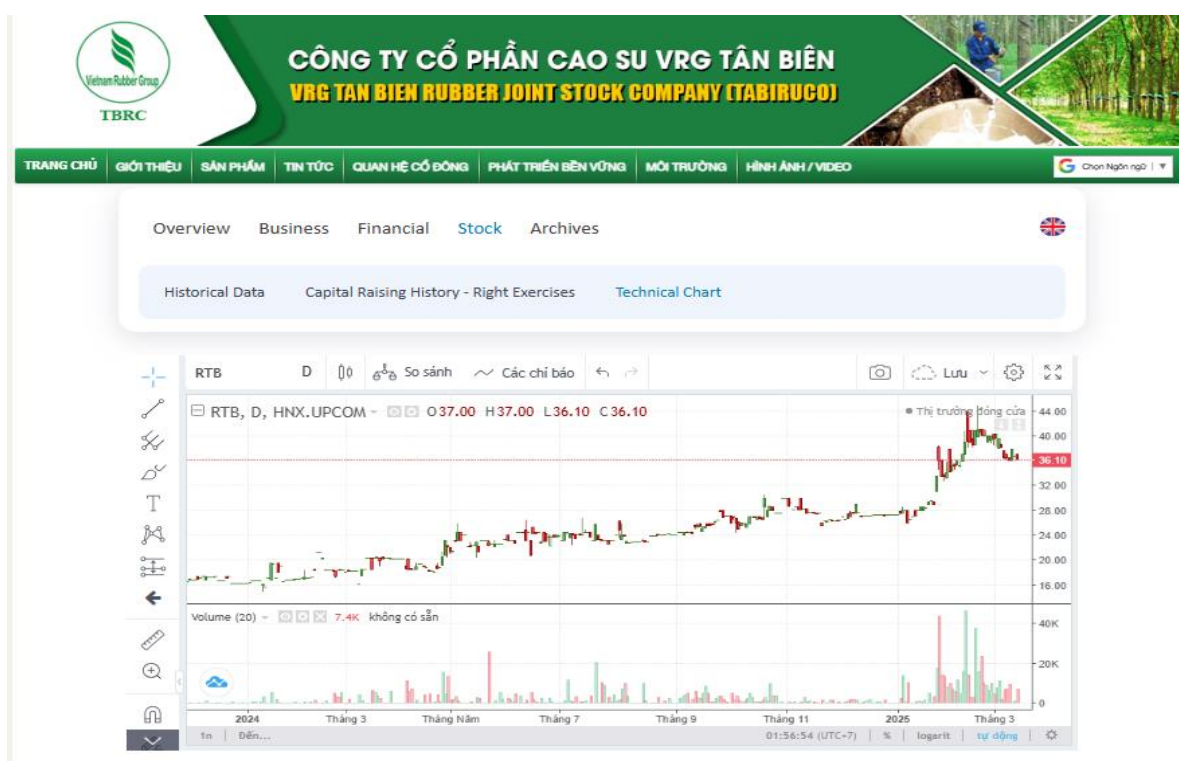 Vietnam Rubber Group
TBRC
CÔNG TY CỔ PHẦN CAO SU VRG TÂN BIÊN
VRG TAN BIEN RUBBER JOINT STOCK COMPANY (TABIRUCO)
TRANG CHỦ GIỚI THIỆU SẢN PHẨM TIN TỨC QUAN HỆ CỔ ĐÔNG PHÁT TRIỂN BỀN VỮNG MÔI TRƯỜNG HÌNH ẢNH / VIDEO G Chọn Ngôn ngữ | ▼
Overview Business Financial Stock Archives
Historical Data Capital Raising History - Right Exercises Technical Chart
RTB D So sánh Các chỉ báo Lưu
RTB, D, HNX.UPCOM O37.00 H37.00 L36.10 C36.10 Thị trường đóng cửa
44.00
40.00
36.10
32.00
28.00
24.00
20.00
16.00
Volume (20) 7.4K không có sẵn
40K
20K
0
2024 Tháng 3 Tháng Năm Tháng 7 Tháng 9 Tháng 11 2025 Tháng 3
1n Đến... 01:56:54 (UTC+7) % logarit tự động